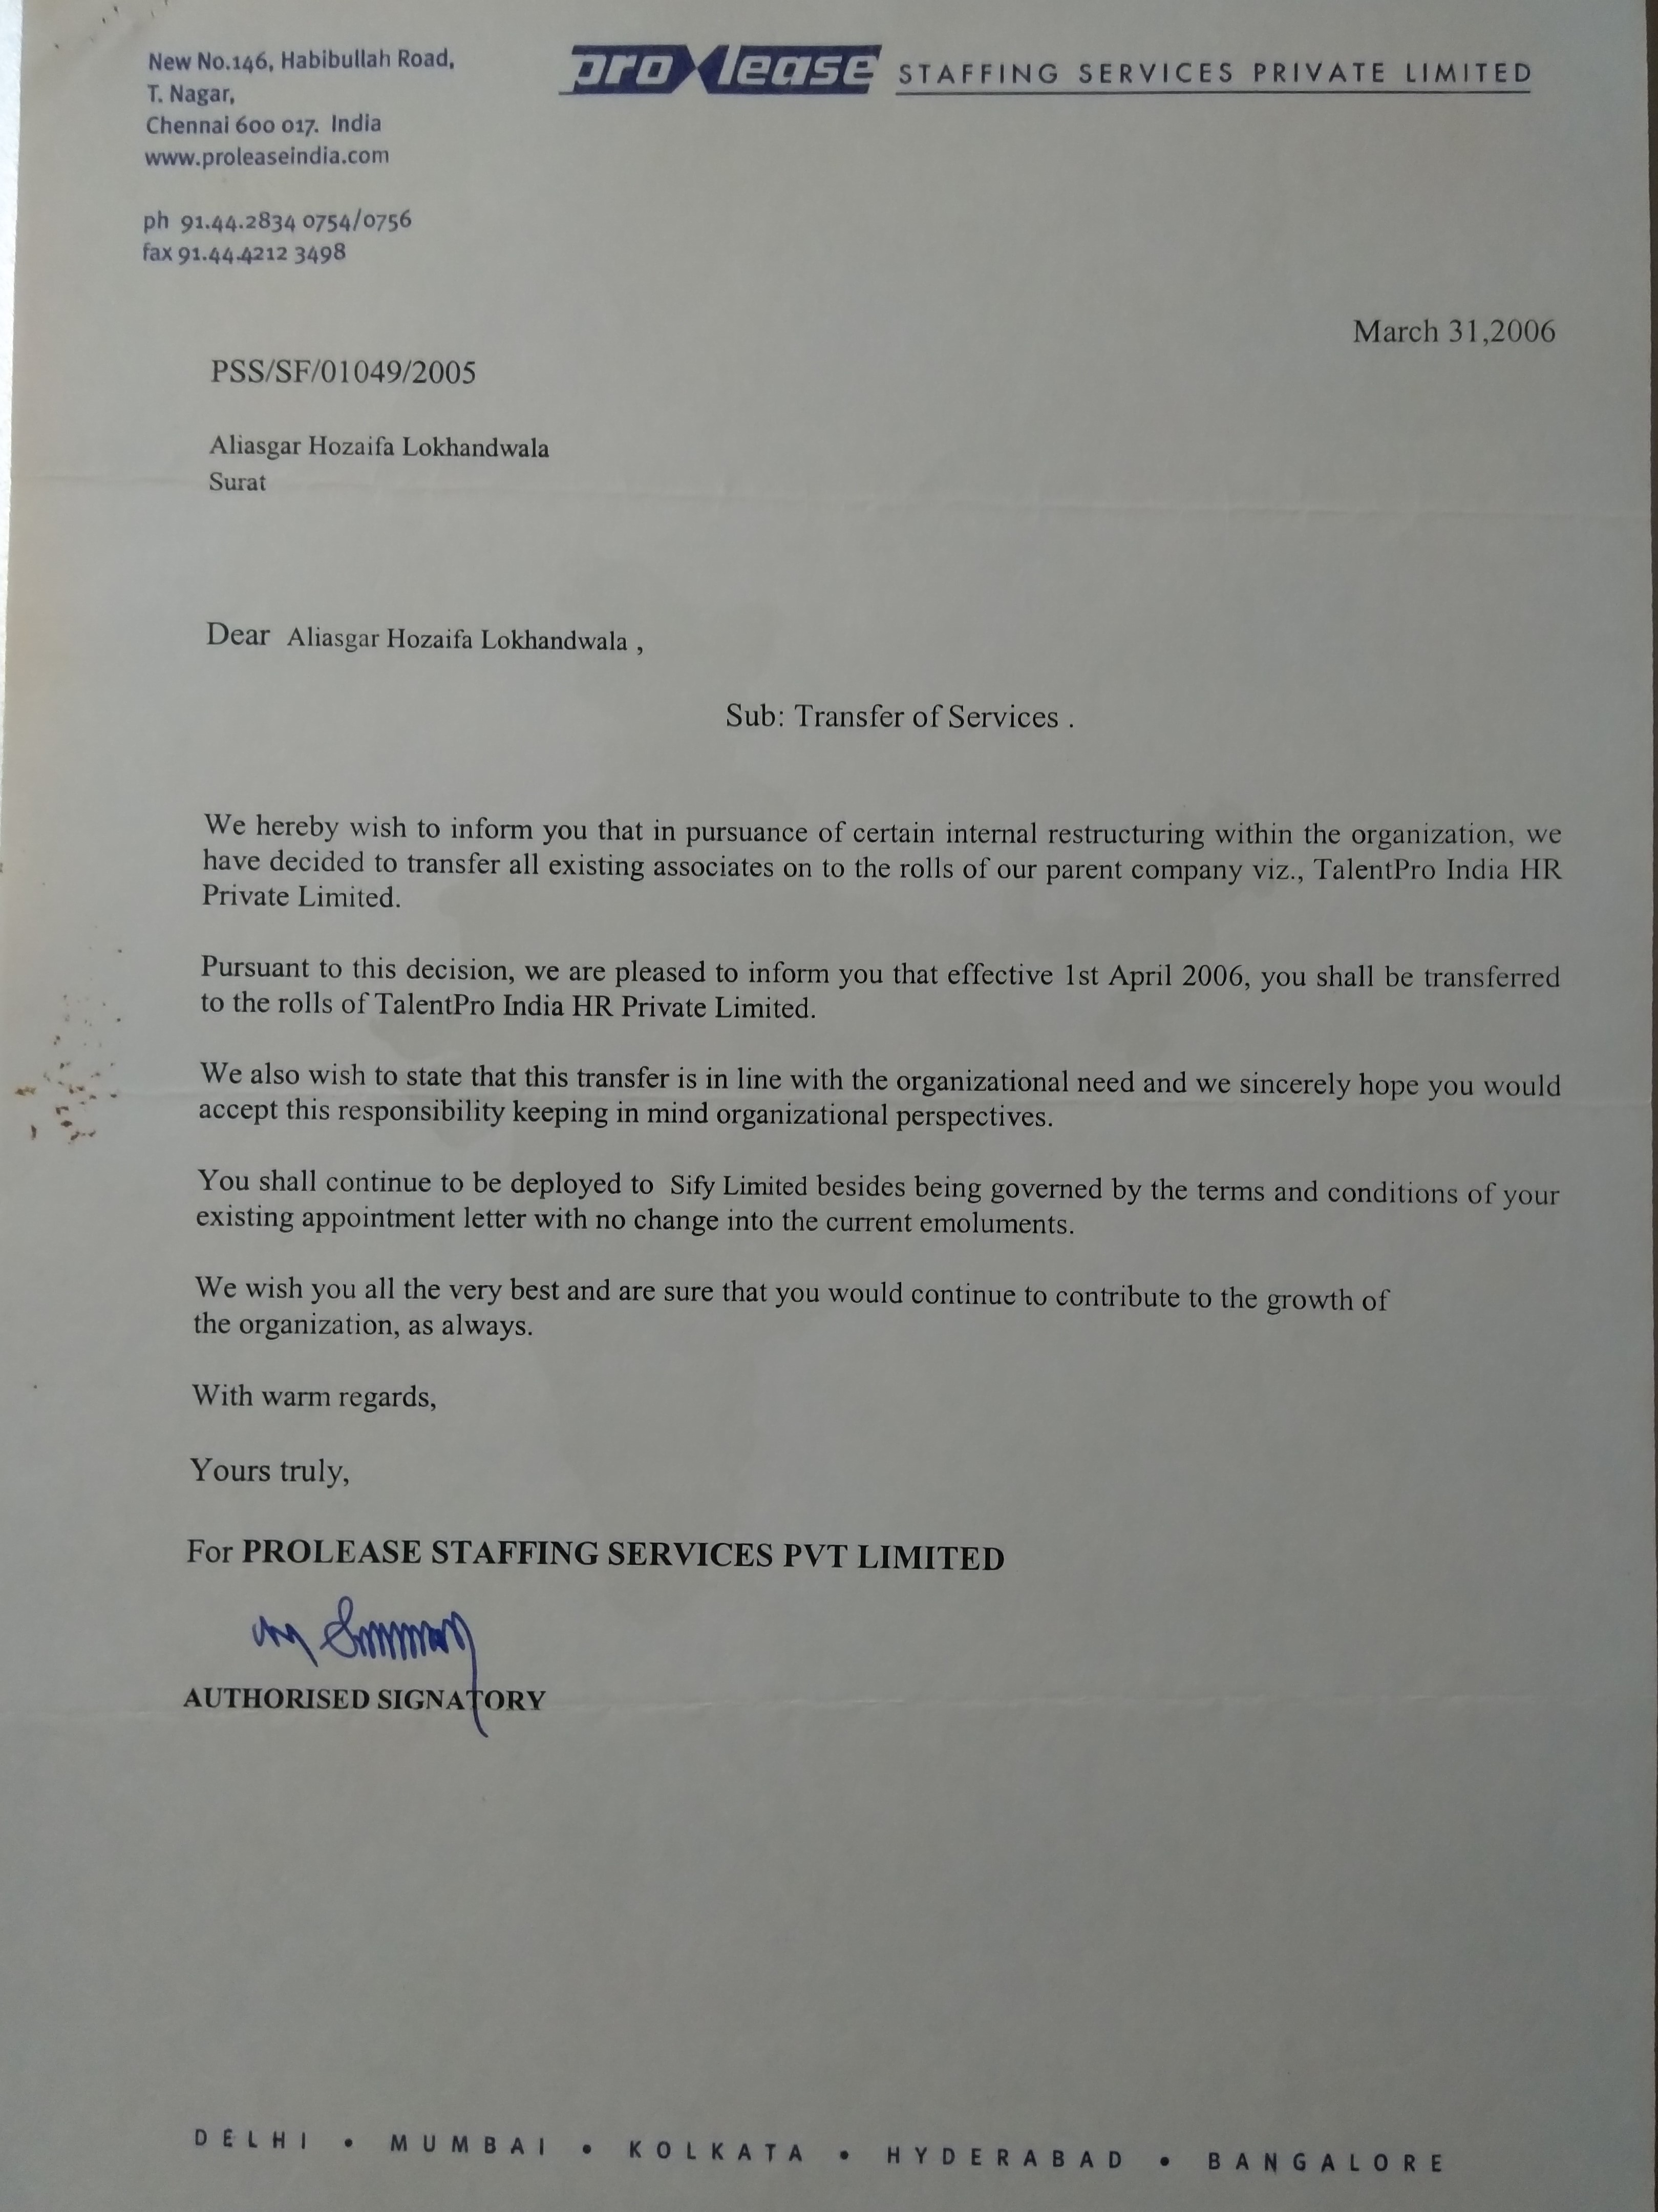 New No.146, Habibullah Road,
T. Nagar,
Chennai 600 017. India
www.proleaseindia.com
ph 91.44.2834 0754/0756
fax 91.44.4212 3498
pro lease STAFFING SERVICES PRIVATE LIMITED
March 31,2006
PSS/SF/01049/2005
Aliasgar Hozaifa Lokhandwala
Surat
Dear Aliasgar Hozaifa Lokhandwala ,
Sub: Transfer of Services .
We hereby wish to inform you that in pursuance of certain internal restructuring within the organization, we
have decided to transfer all existing associates on to the rolls of our parent company viz., TalentPro India HR
Private Limited.
Pursuant to this decision, we are pleased to inform you that effective 1st April 2006, you shall be transferred
to the rolls of TalentPro India HR Private Limited.
We also wish to state that this transfer is in line with the organizational need and we sincerely hope you would
accept this responsibility keeping in mind organizational perspectives.
You shall continue to be deployed to Sify Limited besides being governed by the terms and conditions of your
existing appointment letter with no change into the current emoluments.
We wish you all the very best and are sure that you would continue to contribute to the growth of
the organization, as always.
With warm regards,
Yours truly,
For PROLEASE STAFFING SERVICES PVT LIMITED
AUTHORISED SIGNATORY
DELHI • MUMBAI • KOLKATA • HYDERABAD • BANGALORE